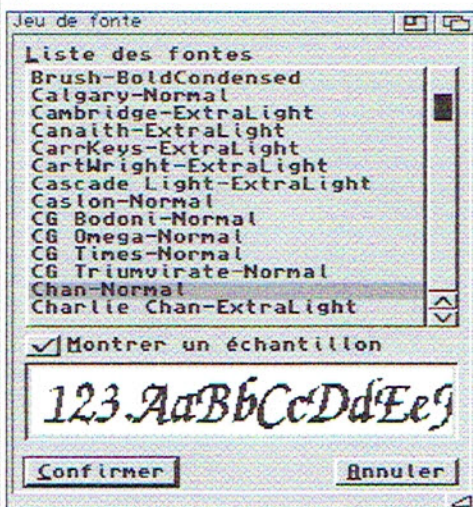 Jeu de fonte
Liste des fontes
Brush-BoldCondensed
Calgary-Normal
Cambridge-ExtraLight
Canaith-ExtraLight
CarrKeys-ExtraLight
CartWright-ExtraLight
Cascade Light-ExtraLight
Caslon-Normal
CG Bodoni-Normal
CG Omega-Normal
CG Times-Normal
CG Triumvirate-Normal
Chan-Normal
Charlie Chan-ExtraLight
Montrer un échantillon
123AaBbCcDdEe
Confirmer
Annuler